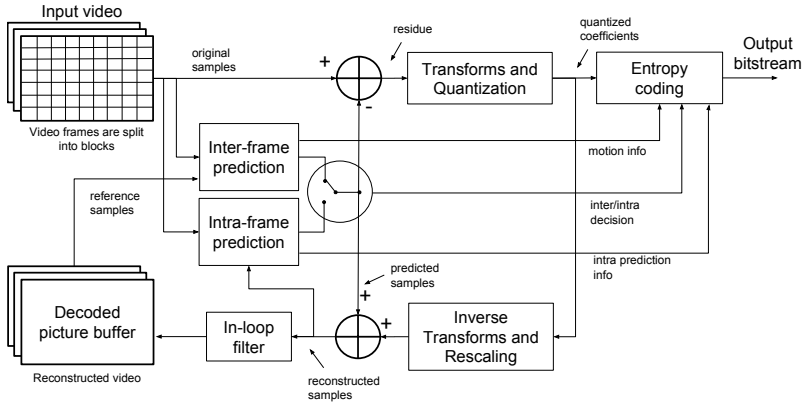 Input video
original
samples
+
residue
quantized
coefficients
Output
bitstream
Transforms and
Quantization
Entropy
coding
-
Video frames are split
into blocks
Inter-frame
prediction
motion info
reference
samples
inter/intra
decision
Intra-frame
prediction
intra prediction
info
predicted
samples
+
+
Decoded
picture buffer
In-loop
filter
Inverse
Transforms and
Rescaling
Reconstructed video
reconstructed
samples